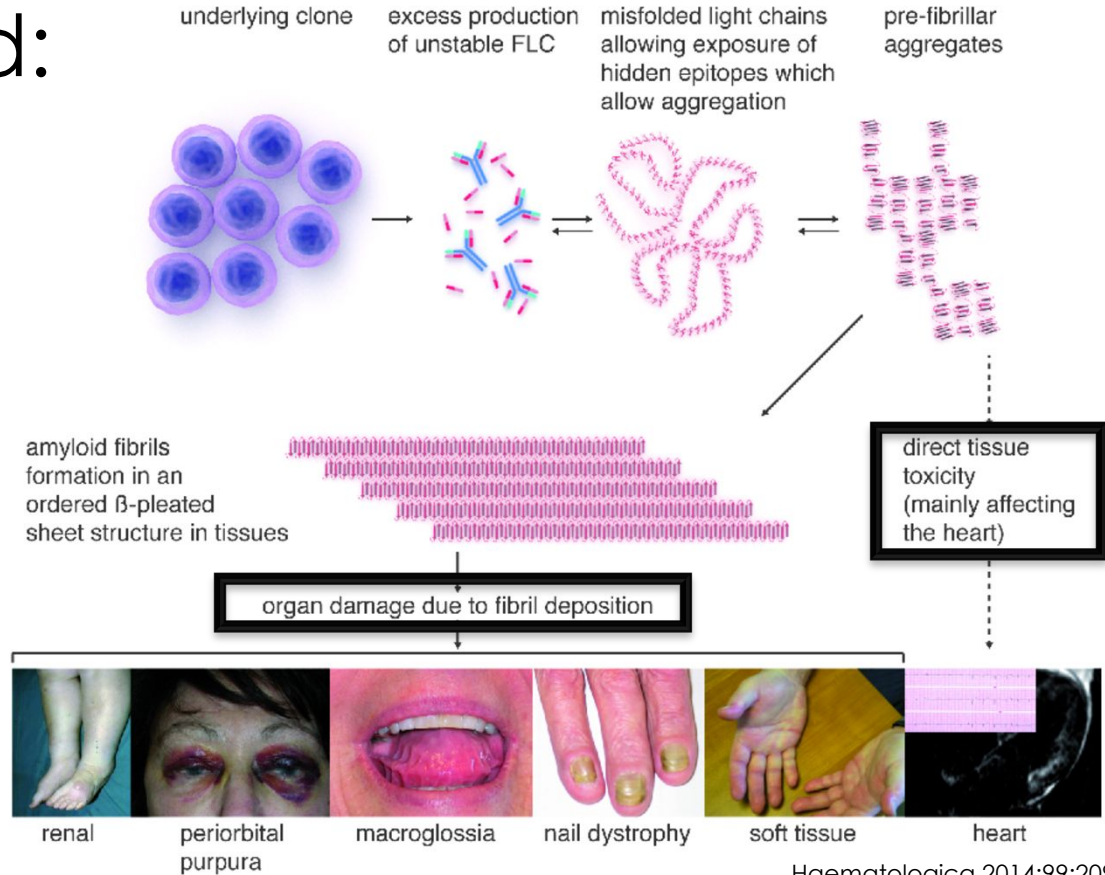 d:
underlying clone
excess production
of unstable FLC
misfolded light chains
allowing exposure of
hidden epitopes which
allow aggregation
pre-fibrillar
aggregates
amyloid fibrils
formation in an
ordered ß-pleated
sheet structure in tissues
direct tissue
toxicity
(mainly affecting
the heart)
organ damage due to fibril deposition
renal
periorbital
purpura
macroglossia
nail dystrophy
soft tissue
heart
Haematologica 2014;99:209